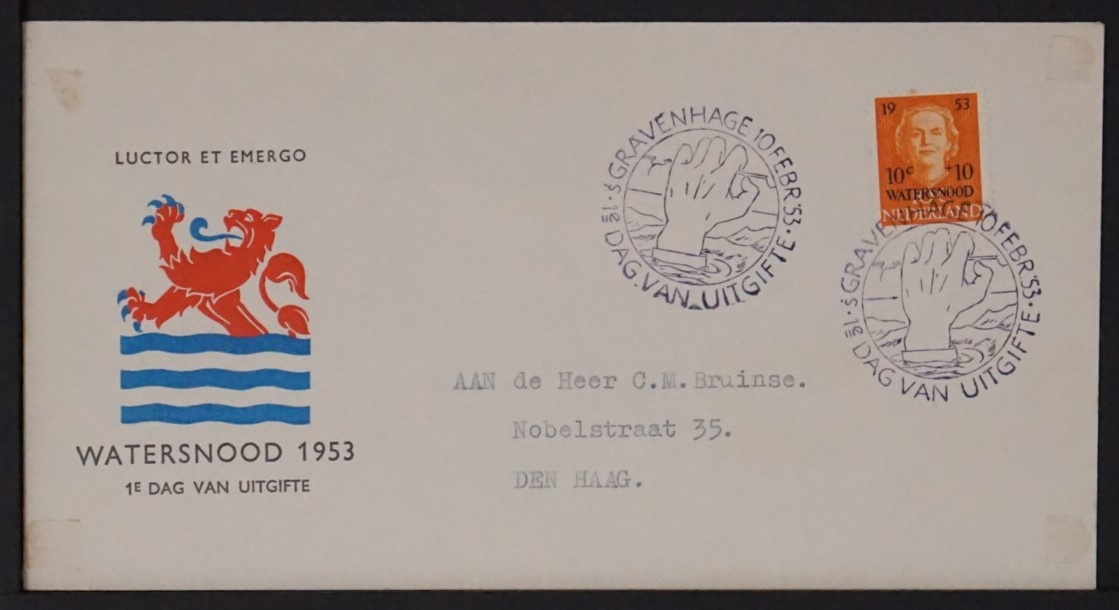 LUCTOR ET EMERGO
WATERSNOOD 1953
1E DAG VAN UITGIFTE
's GRAVENHAGE 10 FEBR.'53.
1e DAG VAN UITGIFTE
19 53
10c +10
WATERSNOOD
NEDERLAND
's GRAVENHAGE 10 FEBR.'53.
1e DAG VAN UITGIFTE
AAN de Heer C.M.Bruinse.
Nobelstraat 35.
DEN HAAG.